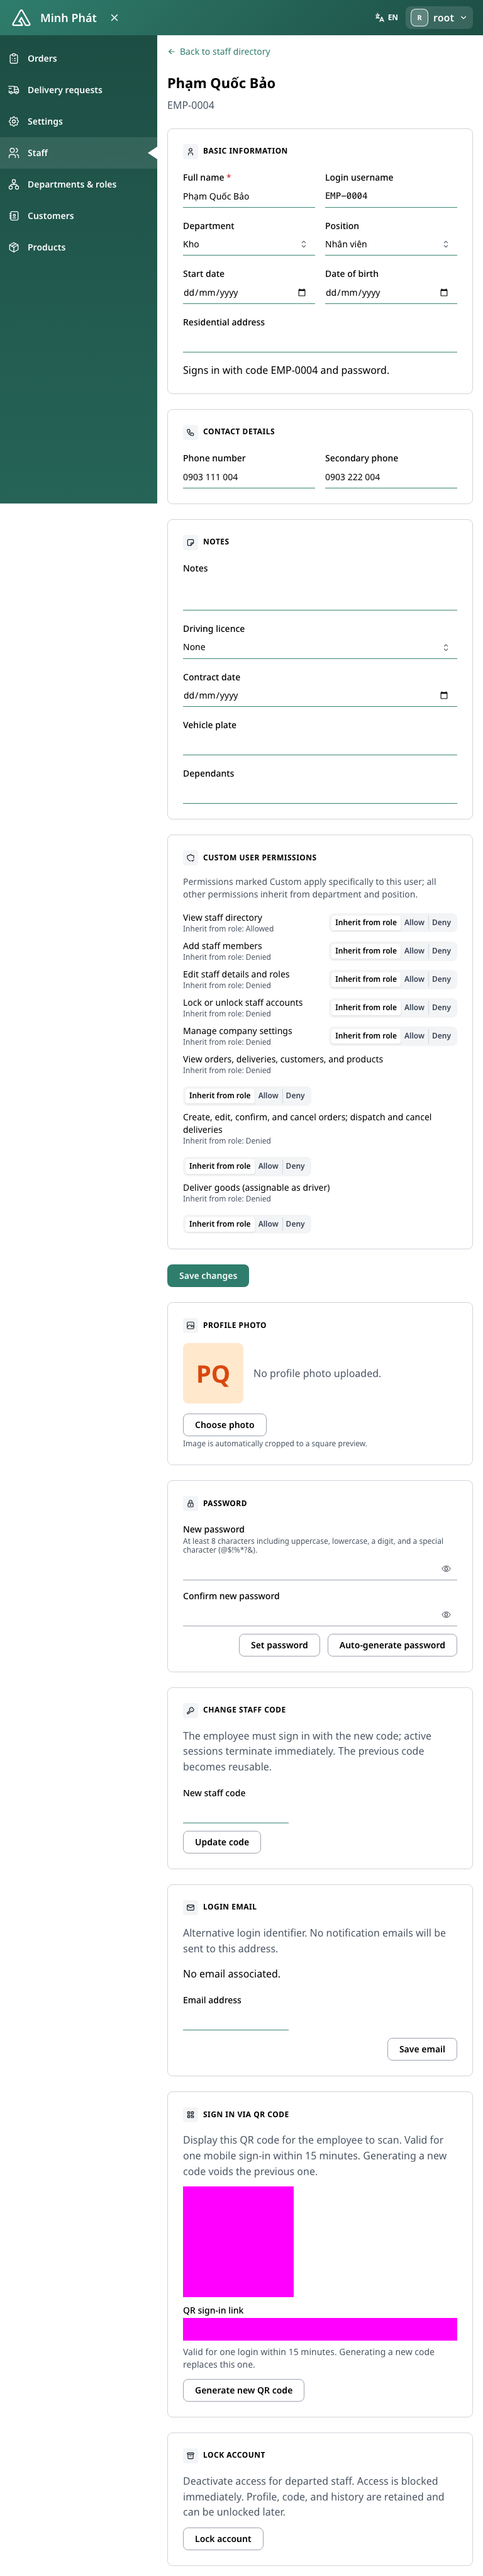 Minh Phát
EN
R
root
Orders
Delivery requests
Settings
Staff
Departments & roles
Customers
Products
Back to staff directory
Phạm Quốc Bảo
EMP-0004
BASIC INFORMATION
Full name *
Login username
Phạm Quốc Bảo
EMP-0004
Department
Position
Kho
Nhân viên
Start date
Date of birth
dd/mm/yyyy
dd/mm/yyyy
Residential address
Signs in with code EMP-0004 and password.
CONTACT DETAILS
Phone number
Secondary phone
0903 111 004
0903 222 004
NOTES
Notes
Driving licence
None
Contract date
dd/mm/yyyy
Vehicle plate
Dependants
CUSTOM USER PERMISSIONS
Permissions marked Custom apply specifically to this user; all
other permissions inherit from department and position.
View staff directory
Inherit from role: Allowed
Inherit from role Allow Deny
Add staff members
Inherit from role: Denied
Inherit from role Allow Deny
Edit staff details and roles
Inherit from role: Denied
Inherit from role Allow Deny
Lock or unlock staff accounts
Inherit from role: Denied
Inherit from role Allow Deny
Manage company settings
Inherit from role: Denied
Inherit from role Allow Deny
View orders, deliveries, customers, and products
Inherit from role: Denied
Inherit from role Allow Deny
Create, edit, confirm, and cancel orders; dispatch and cancel
deliveries
Inherit from role: Denied
Inherit from role Allow Deny
Deliver goods (assignable as driver)
Inherit from role: Denied
Inherit from role Allow Deny
Save changes
PROFILE PHOTO
PQ
No profile photo uploaded.
Choose photo
Image is automatically cropped to a square preview.
PASSWORD
New password
At least 8 characters including uppercase, lowercase, a digit, and a special
character (@$!%*?&).
Confirm new password
Set password
Auto-generate password
CHANGE STAFF CODE
The employee must sign in with the new code; active
sessions terminate immediately. The previous code
becomes reusable.
New staff code
Update code
LOGIN EMAIL
Alternative login identifier. No notification emails will be
sent to this address.
No email associated.
Email address
Save email
SIGN IN VIA QR CODE
Display this QR code for the employee to scan. Valid for
one mobile sign-in within 15 minutes. Generating a new
code voids the previous one.
QR sign-in link
Valid for one login within 15 minutes. Generating a new code
replaces this one.
Generate new QR code
LOCK ACCOUNT
Deactivate access for departed staff. Access is blocked
immediately. Profile, code, and history are retained and
can be unlocked later.
Lock account